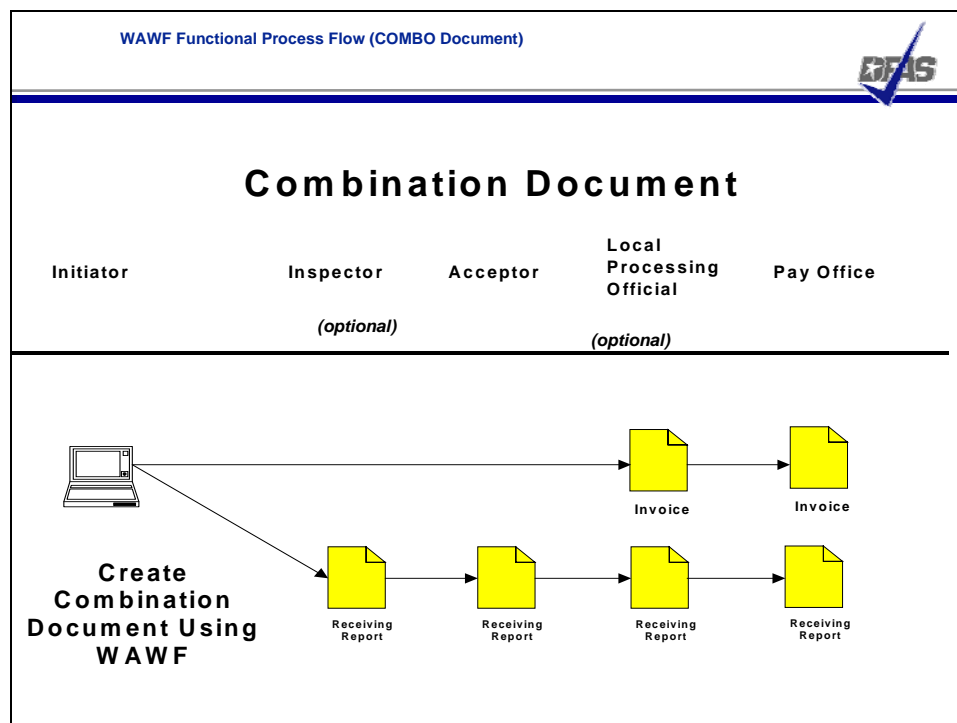 WAWF Functional Process Flow (COMBO Document)
DFAS
Combination Document
Initiator
Inspector
(optional)
Acceptor
Local
Processing
Official
(optional)
Pay Office
Invoice
Invoice
Create
Combination
Document Using
WAWF
Receiving
Report
Receiving
Report
Receiving
Report
Receiving
Report